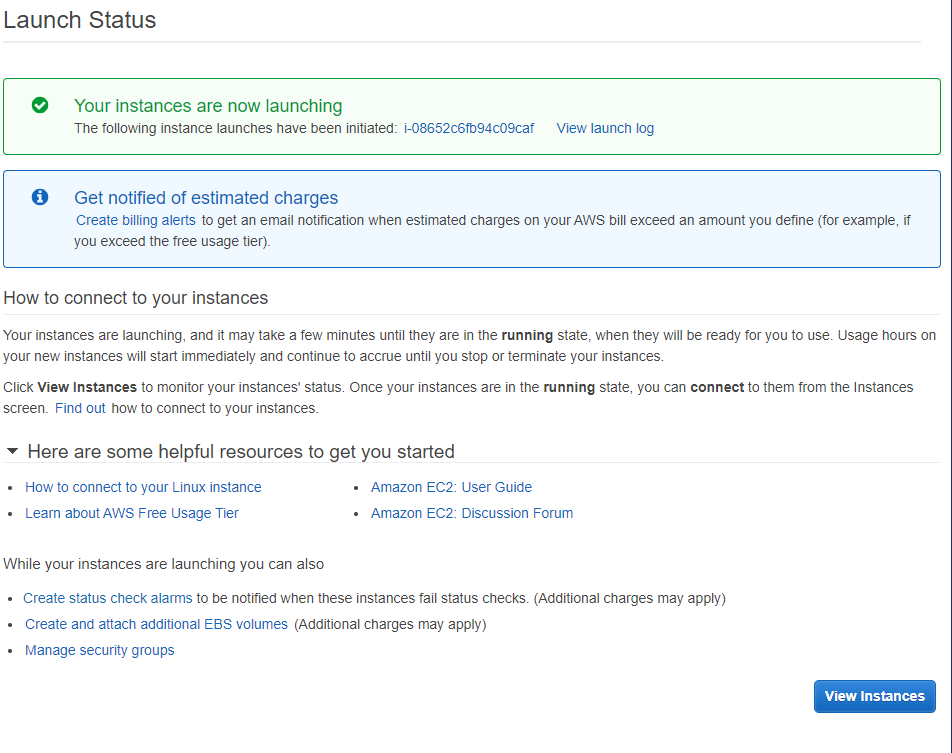 Launch Status
Your instances are now launching
The following instance launches have been initiated: i-08652c6fb94c09caf View launch log
Get notified of estimated charges
Create billing alerts to get an email notification when estimated charges on your AWS bill exceed an amount you define (for example, if
you exceed the free usage tier).
How to connect to your instances
Your instances are launching, and it may take a few minutes until they are in the running state, when they will be ready for you to use. Usage hours on
your new instances will start immediately and continue to accrue until you stop or terminate your instances.
Click View Instances to monitor your instances' status. Once your instances are in the running state, you can connect to them from the Instances
screen. Find out how to connect to your instances.
Here are some helpful resources to get you started
• How to connect to your Linux instance
• Learn about AWS Free Usage Tier
• Amazon EC2: User Guide
• Amazon EC2: Discussion Forum
While your instances are launching you can also
• Create status check alarms to be notified when these instances fail status checks. (Additional charges may apply)
• Create and attach additional EBS volumes (Additional charges may apply)
• Manage security groups
View Instances